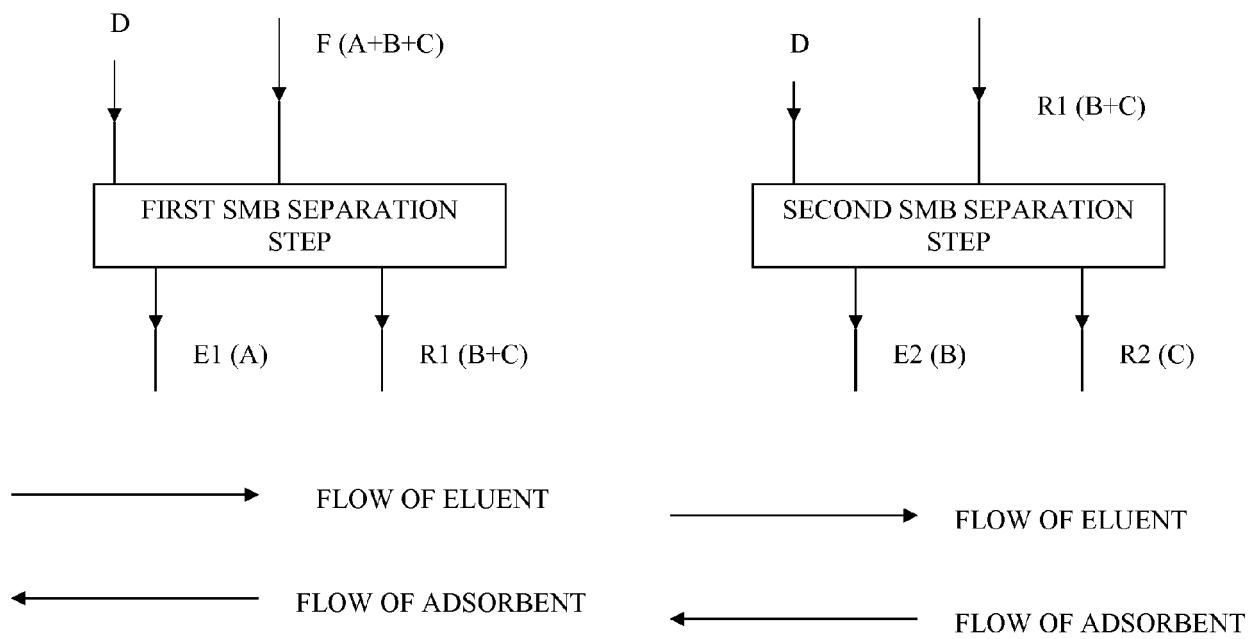 D
F (A+B+C)
FIRST SMB SEPARATION
STEP
E1 (A)
R1 (B+C)
FLOW OF ELUENT
FLOW OF ADSORBENT
D
R1 (B+C)
SECOND SMB SEPARATION
STEP
E2 (B)
R2 (C)
FLOW OF ELUENT
FLOW OF ADSORBENT